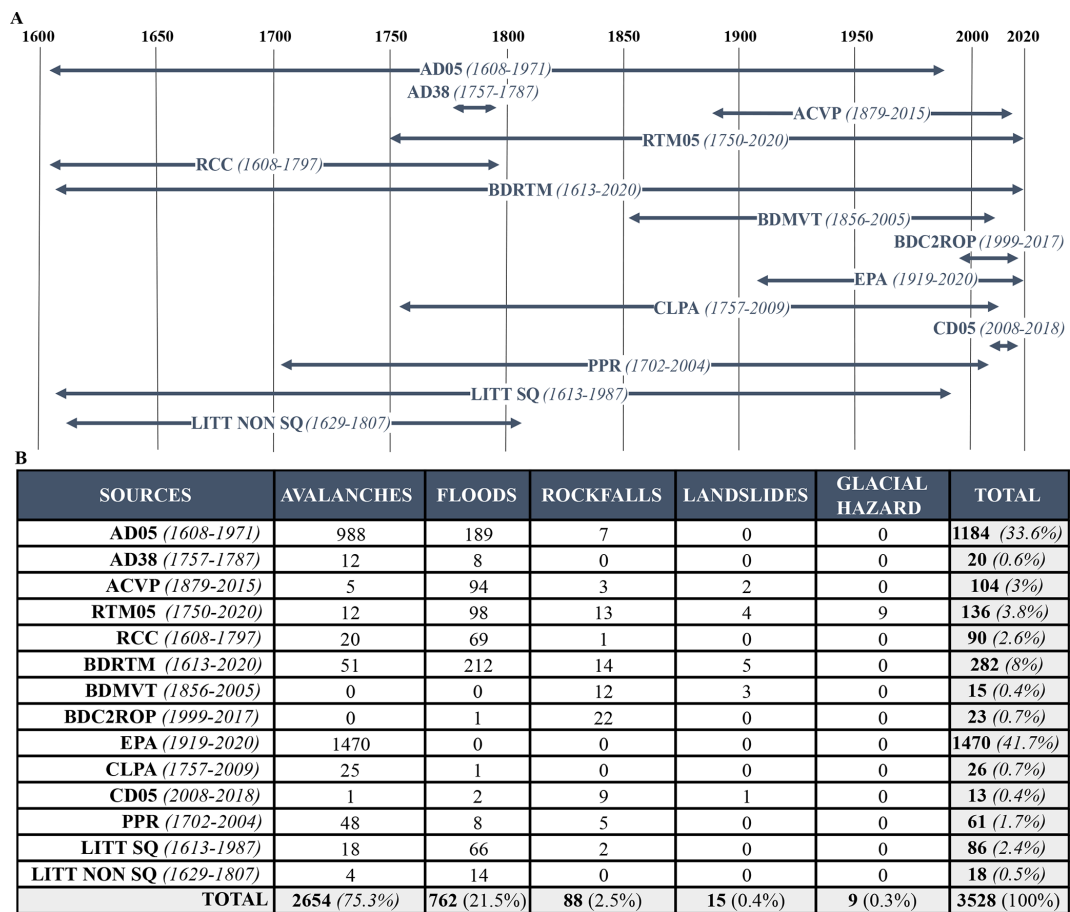 A
1600 1650 1700 1750 1800 1850 1900 1950 2000 2020
AD05 (1608-1971)
AD38 (1757-1787)
ACVP (1879-2015)
RTM05 (1750-2020)
RCC (1608-1797)
BDRTM (1613-2020)
BDMVT (1856-2005)
BDC2ROP (1999-2017)
EPA (1919-2020)
CLPA (1757-2009)
CD05 (2008-2018)
PPR (1702-2004)
LITT SQ (1613-1987)
LITT NON SQ (1629-1807)
B
SOURCES AVALANCHES FLOODS ROCKFALLS LANDSLIDES GLACIAL HAZARD TOTAL
AD05 (1608-1971) 988 189 7 0 0 1184 (33.6%)
AD38 (1757-1787) 12 8 0 0 0 20 (0.6%)
ACVP (1879-2015) 5 94 3 2 0 104 (3%)
RTM05 (1750-2020) 12 98 13 4 9 136 (3.8%)
RCC (1608-1797) 20 69 1 0 0 90 (2.6%)
BDRTM (1613-2020) 51 212 14 5 0 282 (8%)
BDMVT (1856-2005) 0 0 12 3 0 15 (0.4%)
BDC2ROP (1999-2017) 0 1 22 0 0 23 (0.7%)
EPA (1919-2020) 1470 0 0 0 0 1470 (41.7%)
CLPA (1757-2009) 25 1 0 0 0 26 (0.7%)
CD05 (2008-2018) 1 2 9 1 0 13 (0.4%)
PPR (1702-2004) 48 8 5 0 0 61 (1.7%)
LITT SQ (1613-1987) 18 66 2 0 0 86 (2.4%)
LITT NON SQ (1629-1807) 4 14 0 0 0 18 (0.5%)
TOTAL 2654 (75.3%) 762 (21.5%) 88 (2.5%) 15 (0.4%) 9 (0.3%) 3528 (100%)